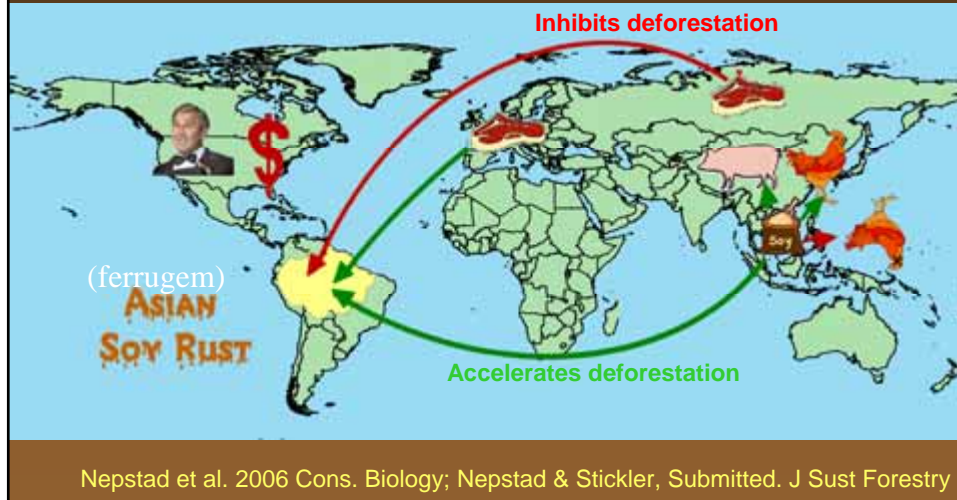 Inhibits deforestation
$
Soy
(ferrugem)
ASIAN
SOY RUST
Accelerates deforestation
Nepstad et al. 2006 Cons. Biology; Nepstad & Stickler, Submitted. J Sust Forestry